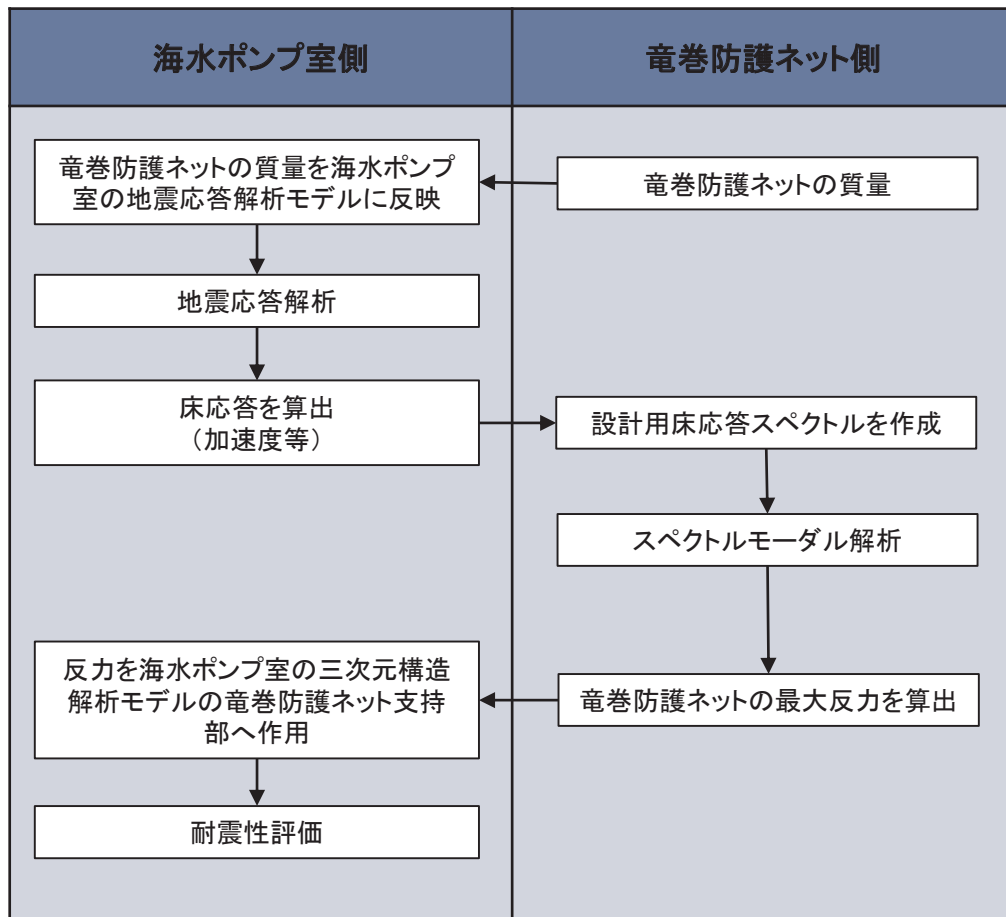 海水ポンプ室側
竜巻防護ネット側
竜巻防護ネットの質量を海水ポンプ
室の地震応答解析モデルに反映
竜巻防護ネットの質量
地震応答解析
床応答を算出
（加速度等）
設計用床応答スペクトルを作成
スペクトルモーダル解析
反力を海水ポンプ室の三次元構造
解析モデルの竜巻防護ネット支持
部へ作用
竜巻防護ネットの最大反力を算出
耐震性評価